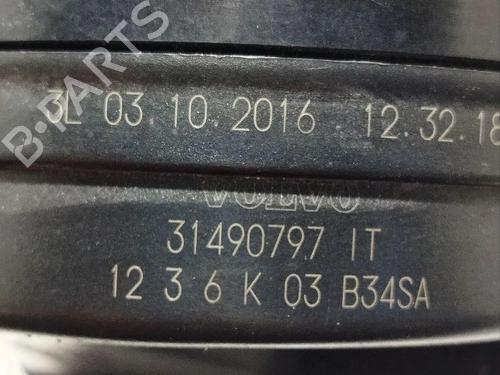 B-PARTS
3L 03.10.2016 12.32.18
VOLVO
31490797 IT
12 3 6 K 03 B34SA